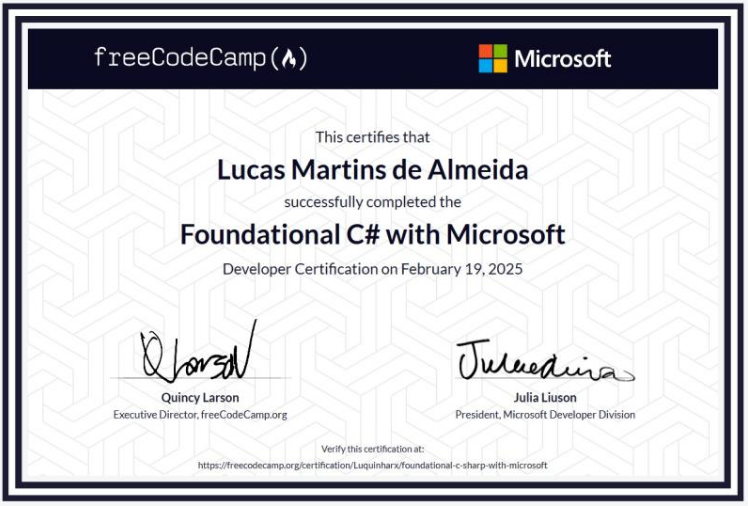 freeCodeCamp(🔥)
Microsoft
This certifies that
Lucas Martins de Almeida
successfully completed the
Foundational C# with Microsoft
Developer Certification on February 19, 2025
Quincy Larson
Executive Director, freeCodeCamp.org
Julia Liuson
President, Microsoft Developer Division
Verify this certification at:
https://freecodecamp.org/certification/Luquinharx/foundational-c-sharp-with-microsoft